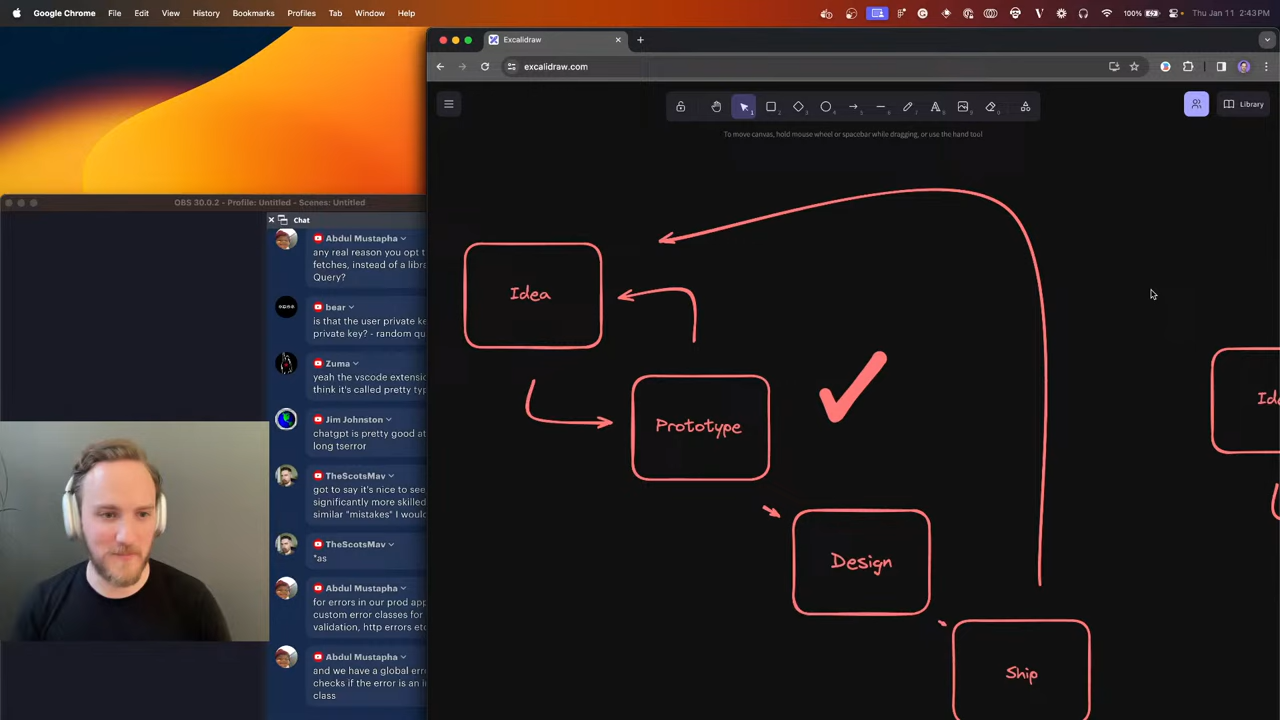 Google Chrome File Edit View History Bookmarks Profiles Tab Window Help 100% Thu Jan 11 2:43PM
Excalidraw
excalidraw.com
Library
To move canvas, hold mouse wheel or spacebar while dragging, or use the hand tool
OBS 30.0.2 - Profile: Untitled - Scenes: Untitled
Chat
Abdul Mustapha
any real reason you opt t
fetches, instead of a libra
Query?
bear
is that the user private ke
private key? - random qu
Zuma
yeah the vscode extensio
think it's called pretty typ
Jim Johnston
chatgpt is pretty good at
long tserror
TheScotsMav
got to say it's nice to see
significantly more skilled
similar "mistakes" I would
TheScotsMav
*as
Abdul Mustapha
for errors in our prod app
custom error classes for
validation, http errors etc
Abdul Mustapha
and we have a global erro
checks if the error is an in
class
Idea
Prototype
Design
Ship
Ide